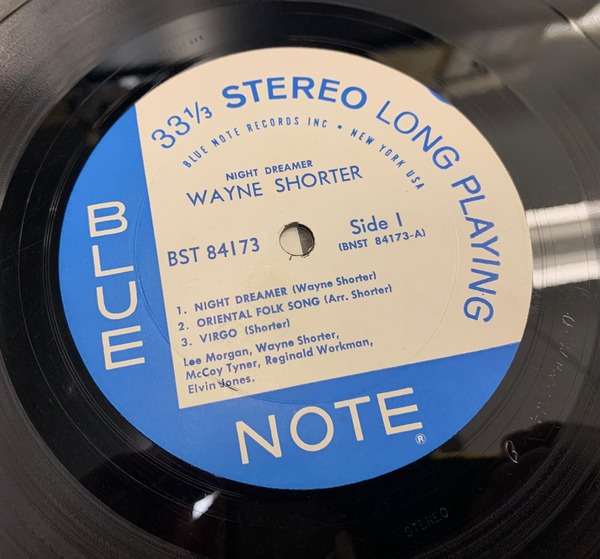 33⅓ STEREO LONG PLAYING
BLUE NOTE RECORDS INC • NEW YORK USA
NIGHT DREAMER
WAYNE SHORTER
BST 84173
Side 1
(BNST 84173-A)
1. NIGHT DREAMER (Wayne Shorter)
2. ORIENTAL FOLK SONG (Arr. Shorter)
3. VIRGO (Shorter)
Lee Morgan, Wayne Shorter,
McCoy Tyner, Reginald Workman,
Elvin Jones.
BLUE
NOTE ®
STEREO